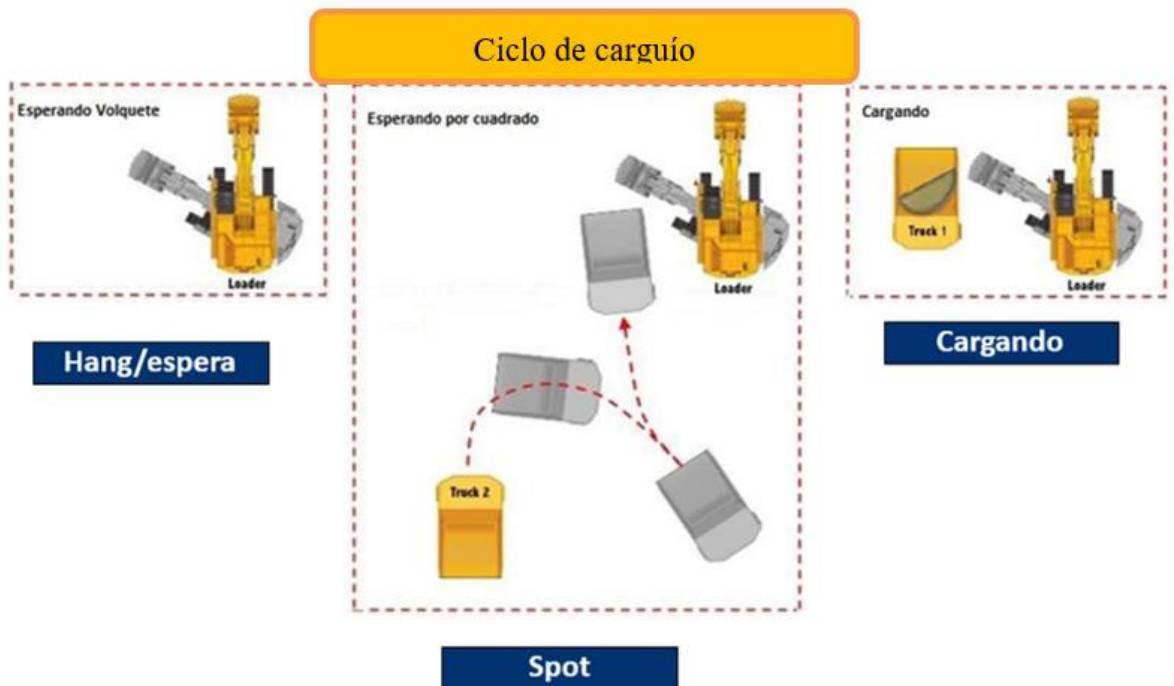 Ciclo de carguío
Esperando Volquete
Loader
Hang/espera
Esperando por cuadrado
Loader
Truck 2
Spot
Cargando
Truck 1
Loader
Cargando